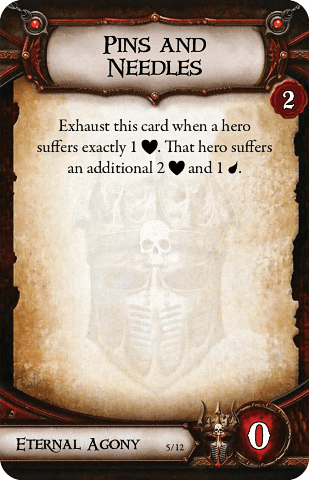 PINS AND
NEEDLES
2
Exhaust this card when a hero
suffers exactly 1 ♥. That hero suffers
an additional 2 ♥ and 1 💧.
ETERNAL AGONY 5/12
0